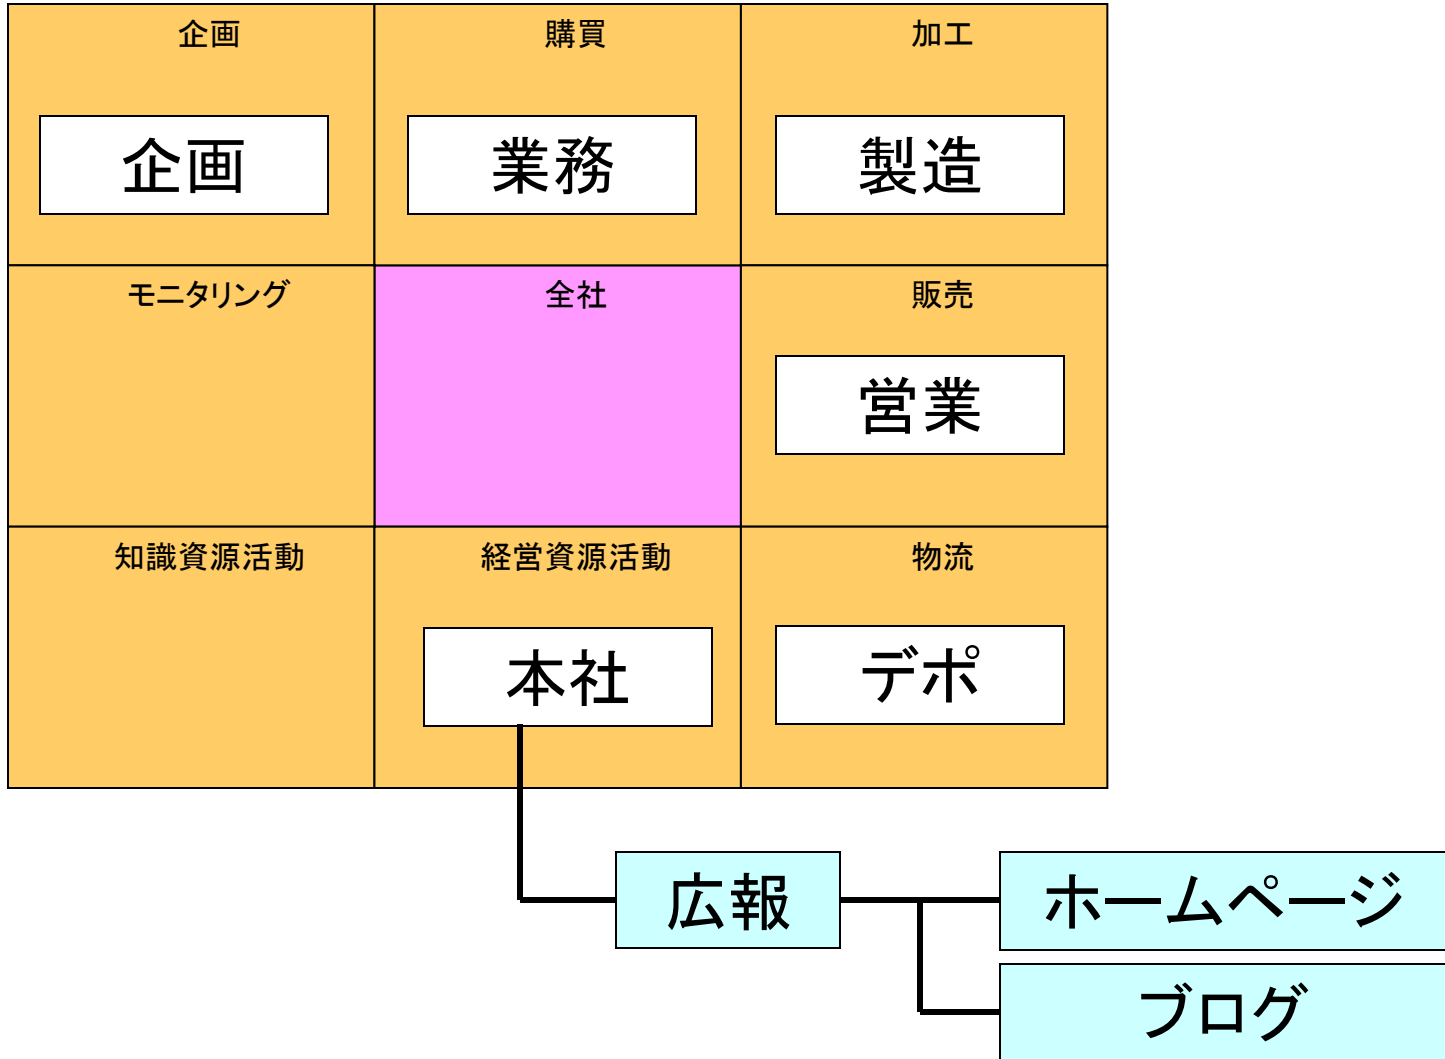 企画
購買
加工
企画
業務
製造
モニタリング
全社
販売
営業
知識資源活動
経営資源活動
物流
本社
デポ
広報
ホームページ
ブログ